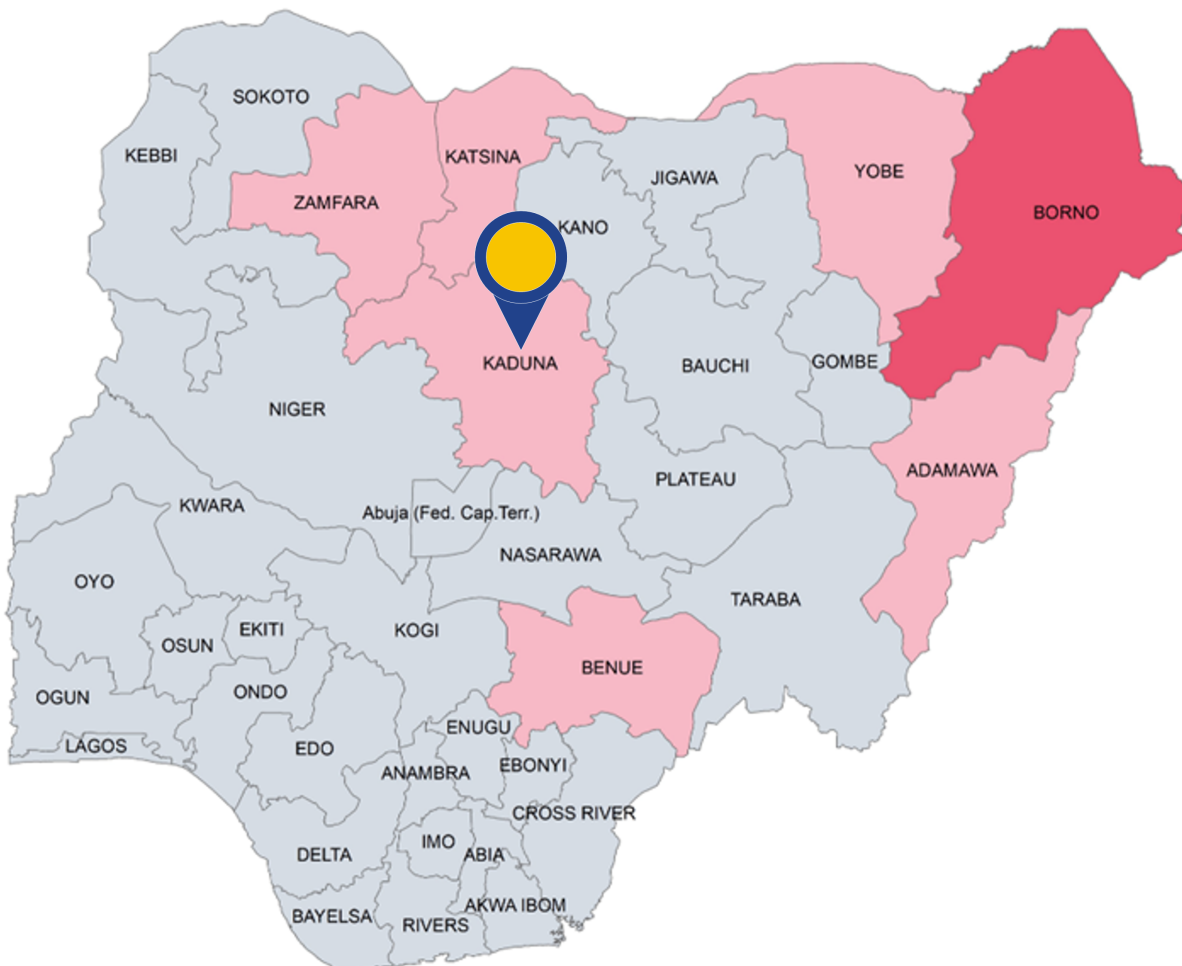 SOKOTO
KEBBI
KATSINA
ZAMFARA
JIGAWA
YOBE
BORNO
KANO
KADUNA
BAUCHI
GOMBE
NIGER
ADAMAWA
PLATEAU
KWARA
Abuja (Fed. Cap.Terr.)
NASARAWA
OYO
TARABA
EKITI
KOGI
OSUN
BENUE
OGUN
ONDO
ENUGU
LAGOS
EDO
ANAMBRA
EBONYI
CROSS RIVER
IMO
DELTA
ABIA
AKWA IBOM
BAYELSA
RIVERS